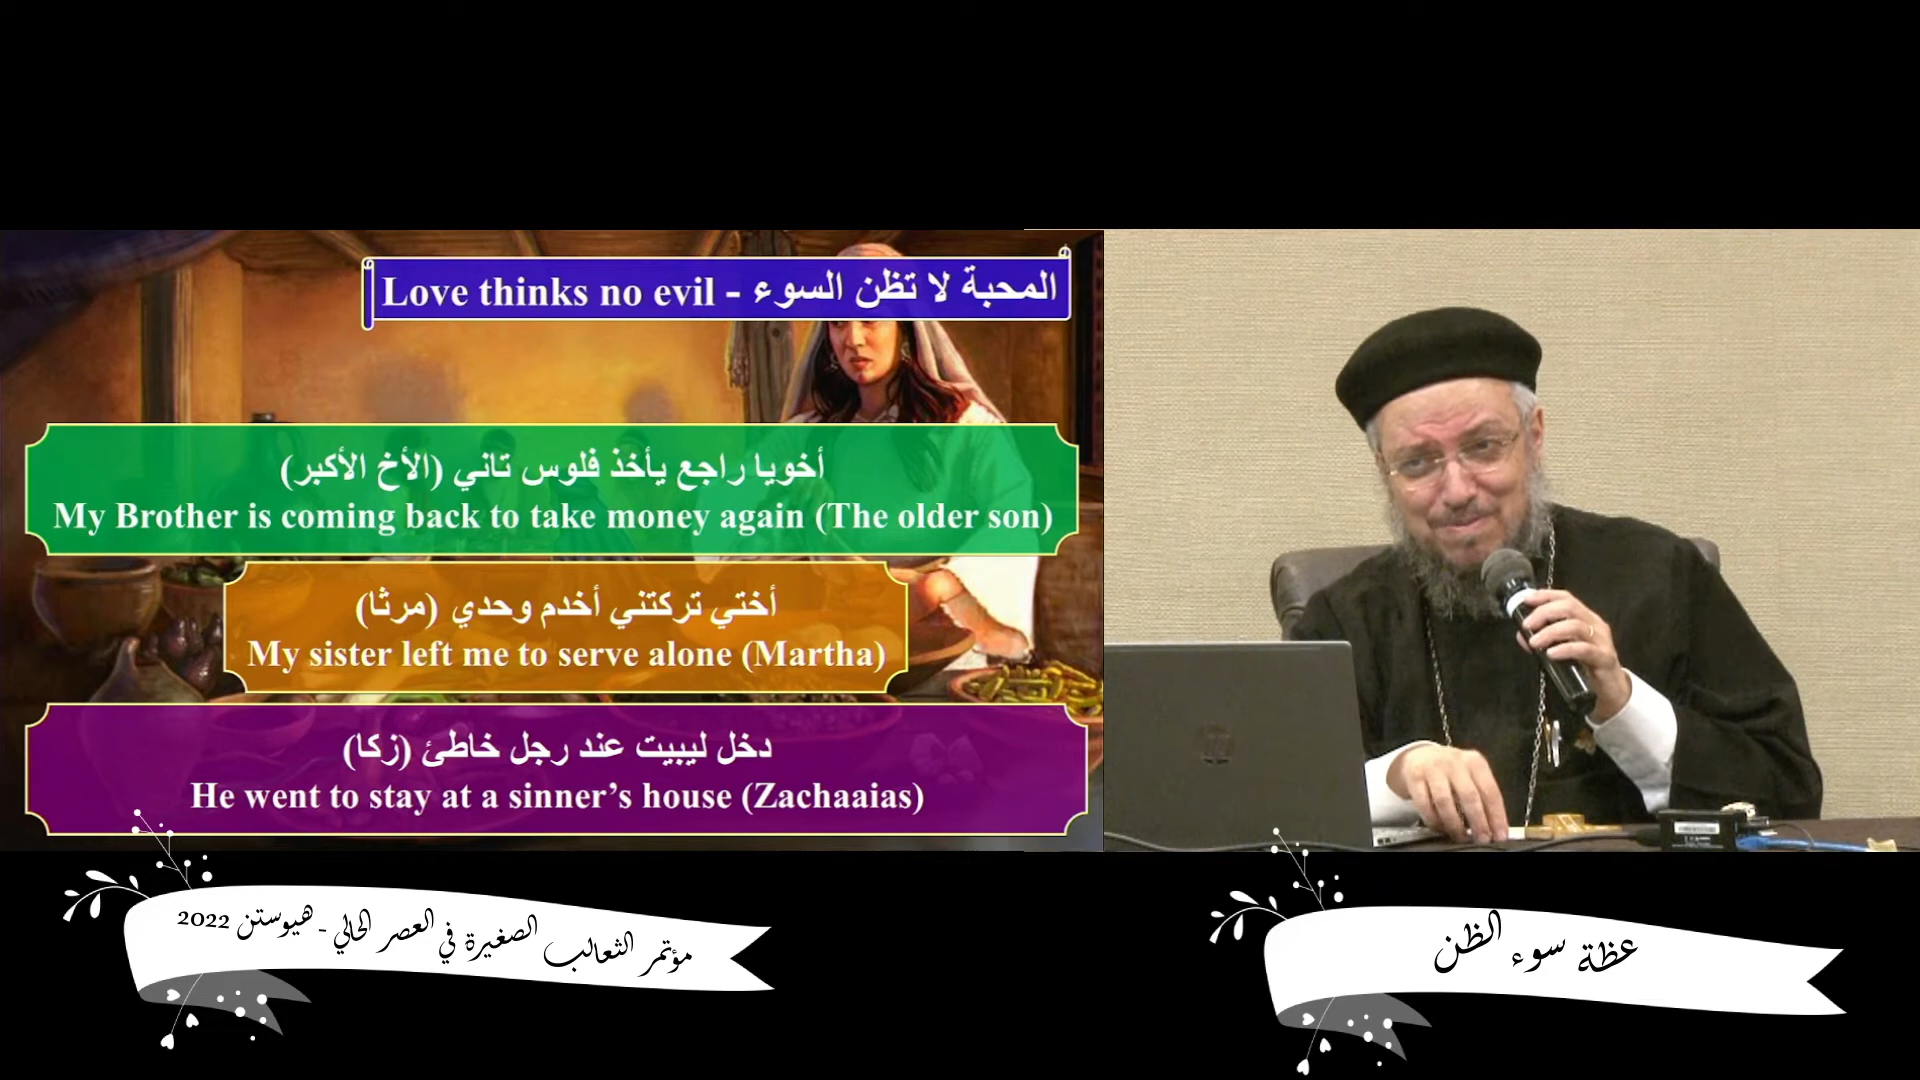 Love thinks no evil - المحبة لا تظن السوء
أخويا راجع يأخذ فلوس تاني (الأخ الأكبر)
My Brother is coming back to take money again (The older son)
أختي تركتني أخدم وحدي (مرثا)
My sister left me to serve alone (Martha)
دخل ليبيت عند رجل خاطئ (زكا)
He went to stay at a sinner’s house (Zachaaias)
مؤتمر الثعالب الصغيرة في العصر الحالي - هيوستن 2022
عظة سوء الظن